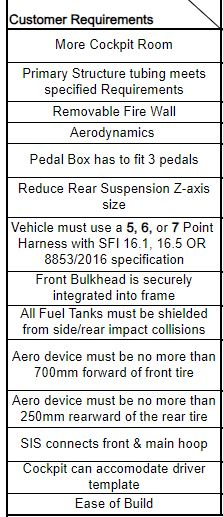 Customer Requirements
More Cockpit Room
Primary Structure tubing meets
specified Requirements
Removable Fire Wall
Aerodynamics
Pedal Box has to fit 3 pedals
Reduce Rear Suspension Z-axis
size
Vehicle must use a 5, 6, or 7 Point
Harness with SFI 16.1, 16.5 OR
8853/2016 specification
Front Bulkhead is securely
integrated into frame
All Fuel Tanks must be shielded
from side/rear impact collisions
Aero device must be no more than
700mm forward of front tire
Aero device must be no more than
250mm rearward of the rear tire
SIS connects front & main hoop
Cockpit can accomodate driver
template
Ease of Build